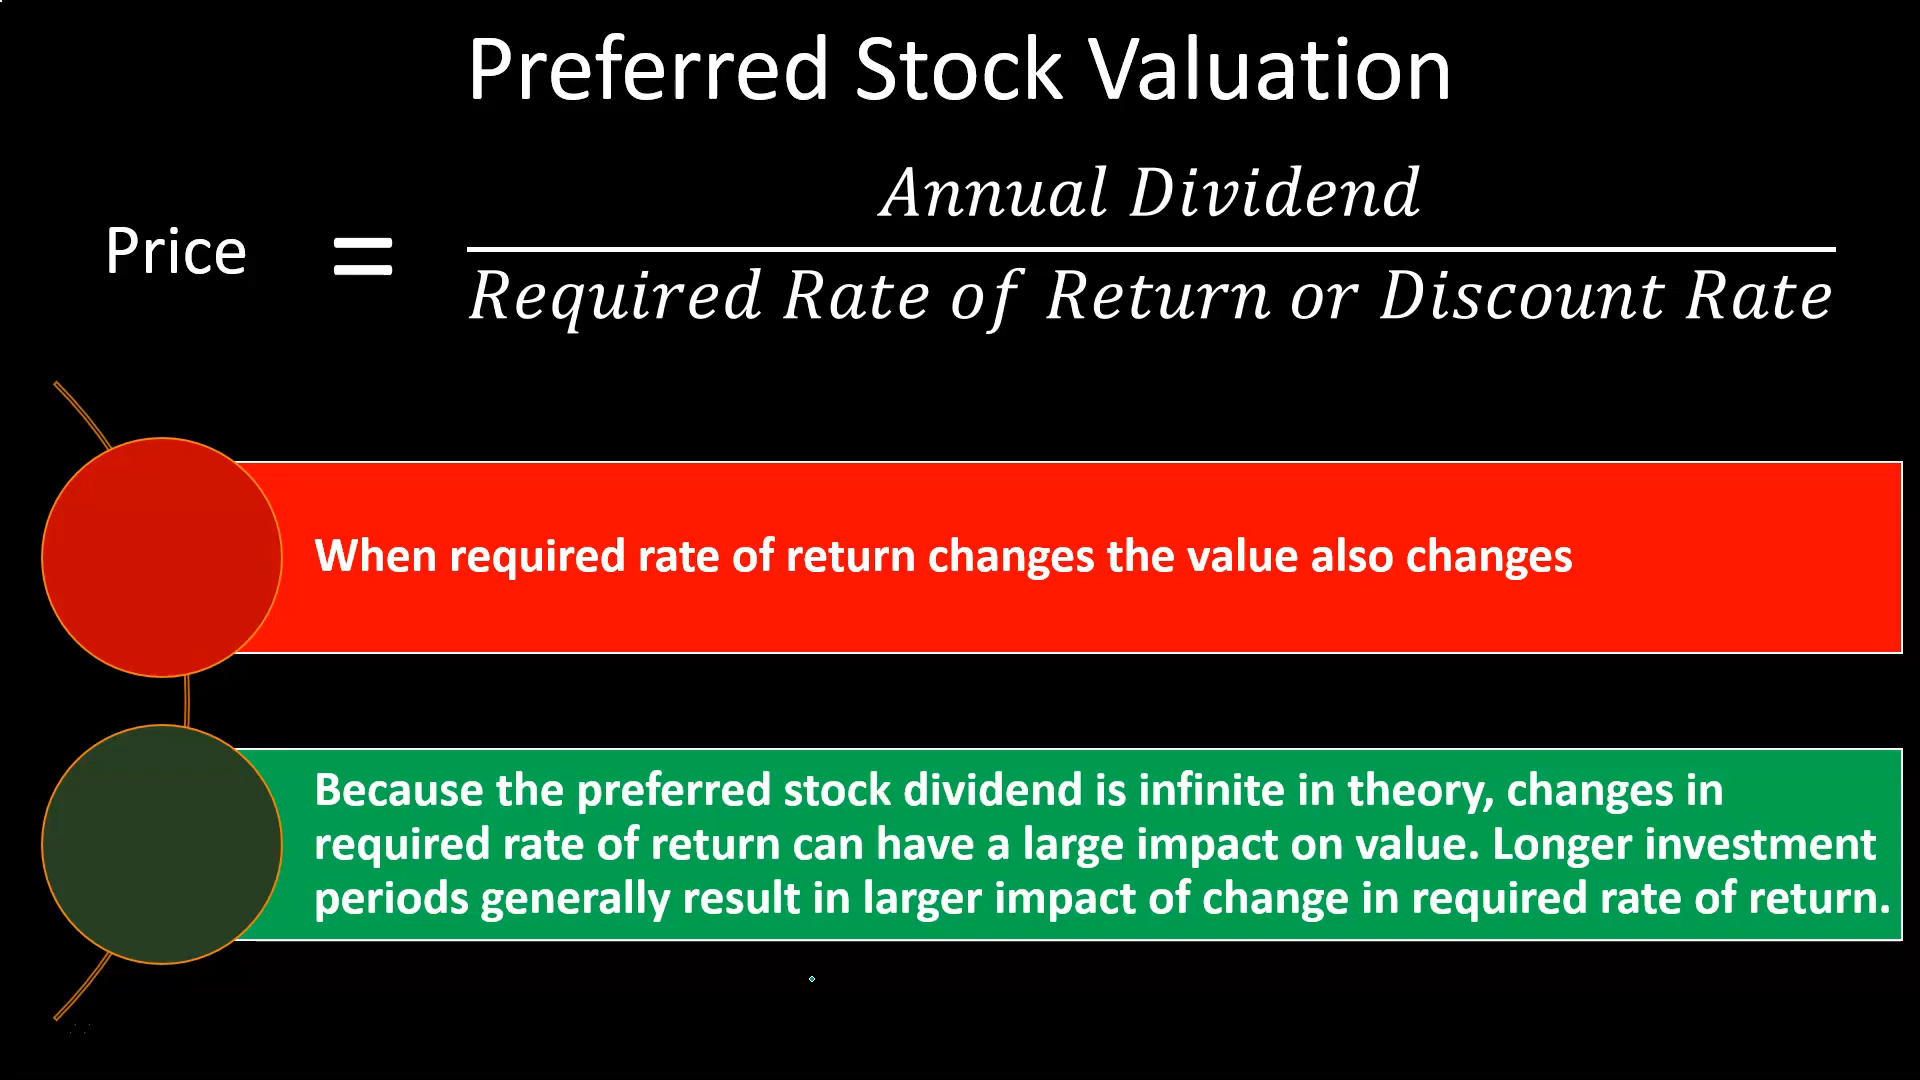 Preferred Stock Valuation
Annual Dividend
Price =
Required Rate of Return or Discount Rate
When required rate of return changes the value also changes
Because the preferred stock dividend is infinite in theory, changes in
required rate of return can have a large impact on value. Longer investment
periods generally result in larger impact of change in required rate of return.